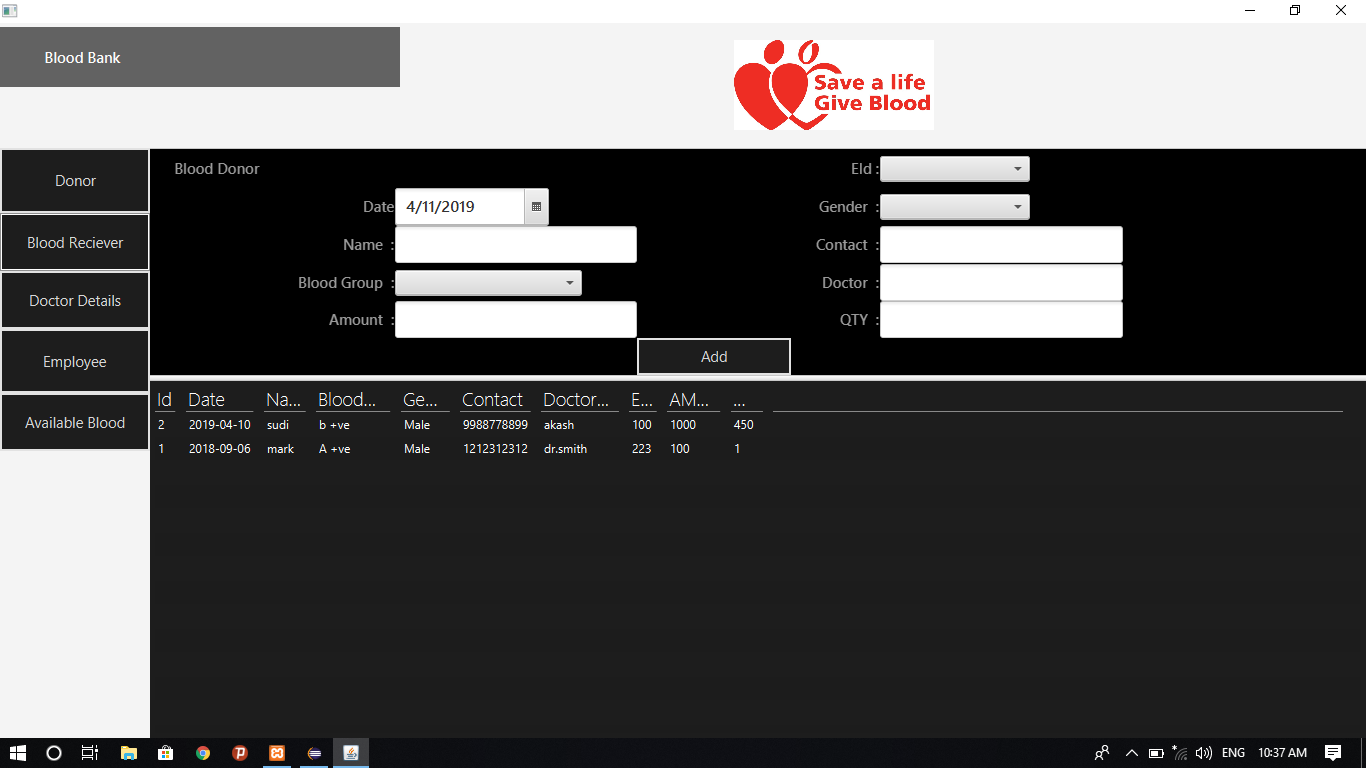 Blood Bank
Save a life
Give Blood
Donor
Blood Reciever
Doctor Details
Employee
Available Blood
Blood Donor
EId :
Date 4/11/2019
Gender :
Name :
Contact :
Blood Group :
Doctor :
Amount :
QTY :
Add
Id Date Na... Blood... Ge... Contact Doctor... E... AM... ...
2 2019-04-10 sudi b +ve Male 9988778899 akash 100 1000 450
1 2018-09-06 mark A +ve Male 1212312312 dr.smith 223 100 1
ENG 10:37 AM